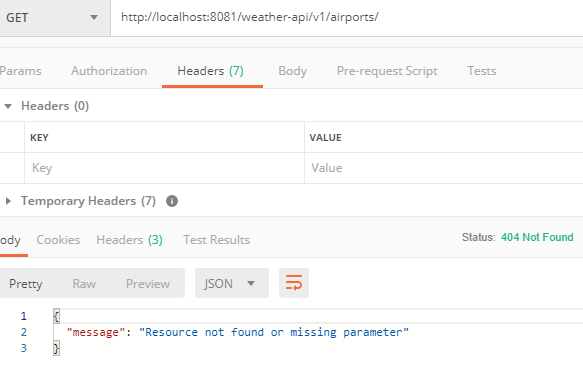 GET http://localhost:8081/weather-api/v1/airports/
Params Authorization Headers (7) Body Pre-request Script Tests
Headers (0)
KEY VALUE
Key Value
Temporary Headers (7)
ody Cookies Headers (3) Test Results Status: 404 Not Found
Pretty Raw Preview JSON
1 {
2 "message": "Resource not found or missing parameter"
3 }